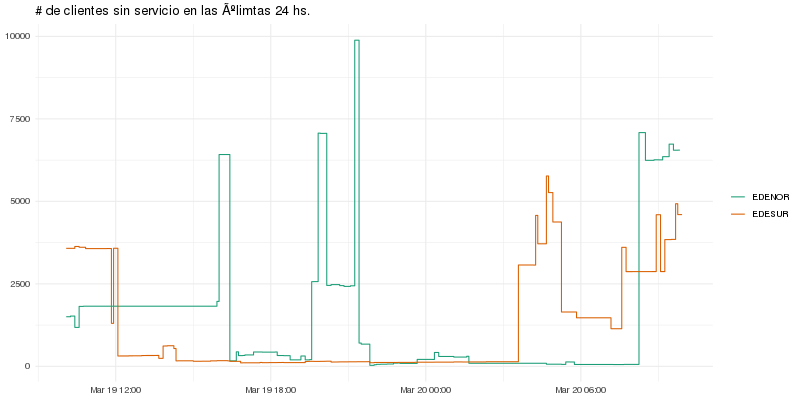 # de clientes sin servicio en las Ãºlimtas 24 hs.
10000
7500
5000
2500
0
Mar 19 12:00
Mar 19 18:00
Mar 20 00:00
Mar 20 06:00
EDENOR
EDESUR